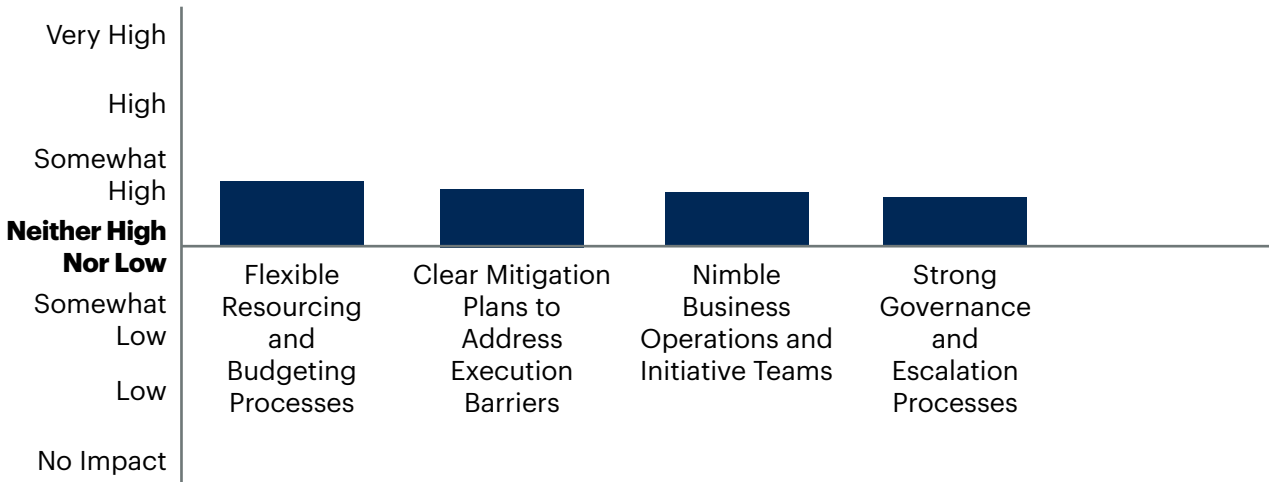 Very High
High
Somewhat
High
Neither High
Nor Low
Somewhat
Low
Low
No Impact
Flexible
Resourcing
and
Budgeting
Processes
Clear Mitigation
Plans to
Address
Execution
Barriers
Nimble
Business
Operations and
Initiative Teams
Strong
Governance
and
Escalation
Processes